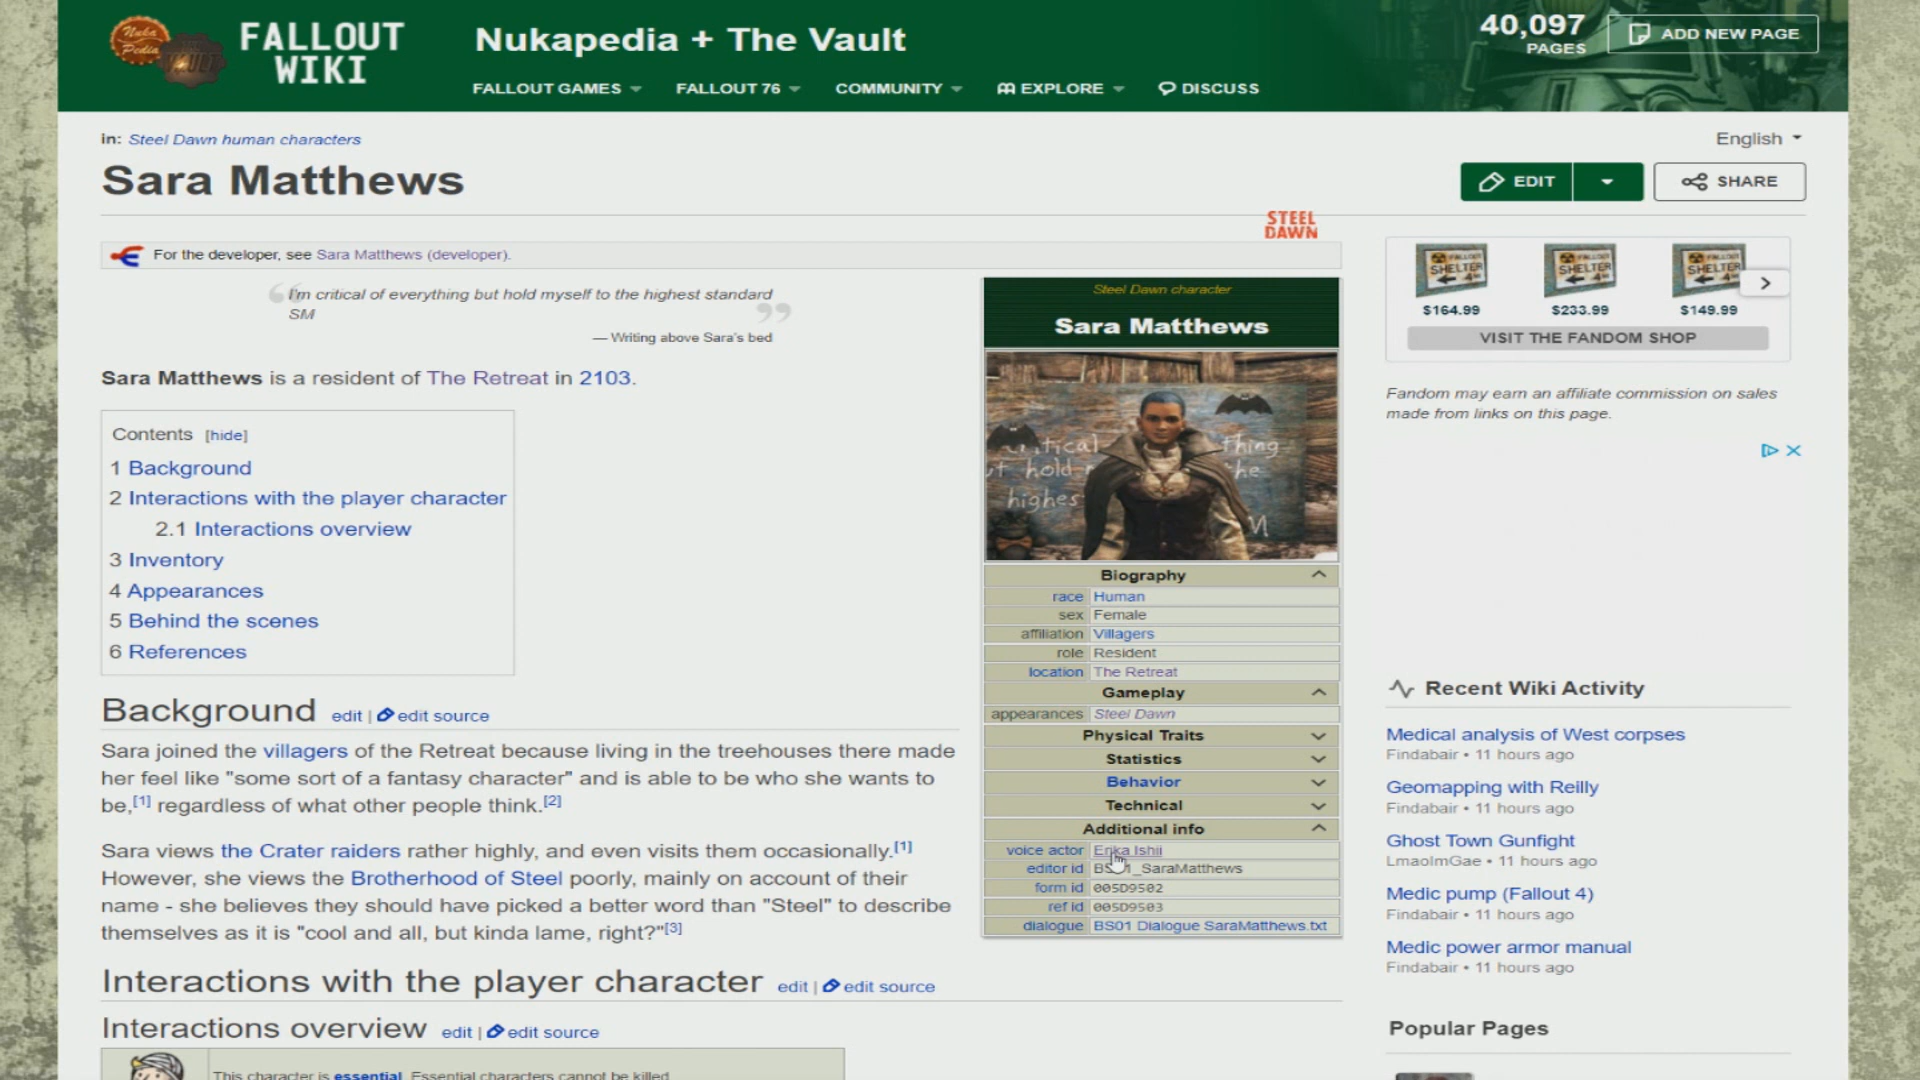 FALLOUT
WIKI
Nuka
Pedia
VAULT
Nukapedia + The Vault
40,097
PAGES
ADD NEW PAGE
FALLOUT GAMES
FALLOUT 76
COMMUNITY
EXPLORE
DISCUSS
in: Steel Dawn human characters
English
Sara Matthews
EDIT
SHARE
STEEL
DAWN
For the developer, see Sara Matthews (developer).
I'm critical of everything but hold myself to the highest standard
SM
— Writing above Sara's bed
Sara Matthews is a resident of The Retreat in 2103.
Contents [hide]
1 Background
2 Interactions with the player character
2.1 Interactions overview
3 Inventory
4 Appearances
5 Behind the scenes
6 References
Background edit | edit source
Sara joined the villagers of the Retreat because living in the treehouses there made
her feel like "some sort of a fantasy character" and is able to be who she wants to
be,[1] regardless of what other people think.[2]
Sara views the Crater raiders rather highly, and even visits them occasionally.[1]
However, she views the Brotherhood of Steel poorly, mainly on account of their
name - she believes they should have picked a better word than "Steel" to describe
themselves as it is "cool and all, but kinda lame, right?"[3]
Interactions with the player character edit | edit source
Interactions overview edit | edit source
This character is essential. Essential characters cannot be killed.
Steel Dawn character
Sara Matthews
thing
hold
he
highes
Biography
race Human
sex Female
affiliation Villagers
role Resident
location The Retreat
Gameplay
appearances Steel Dawn
Physical Traits
Statistics
Behavior
Technical
Additional info
voice actor Erika Ishii
editor id BS01_SaraMatthews
form id 005D9502
ref id 005D9503
dialogue BS01 Dialogue SaraMatthews.txt
FALLOUT
SHELTER
FALLOUT
SHELTER
FALLOUT
SHELTER
$164.99
$233.99
$149.99
VISIT THE FANDOM SHOP
Fandom may earn an affiliate commission on sales
made from links on this page.
Recent Wiki Activity
Medical analysis of West corpses
Findabair • 11 hours ago
Geomapping with Reilly
Findabair • 11 hours ago
Ghost Town Gunfight
LmaoImGae • 11 hours ago
Medic pump (Fallout 4)
Findabair • 11 hours ago
Medic power armor manual
Findabair • 11 hours ago
Popular Pages